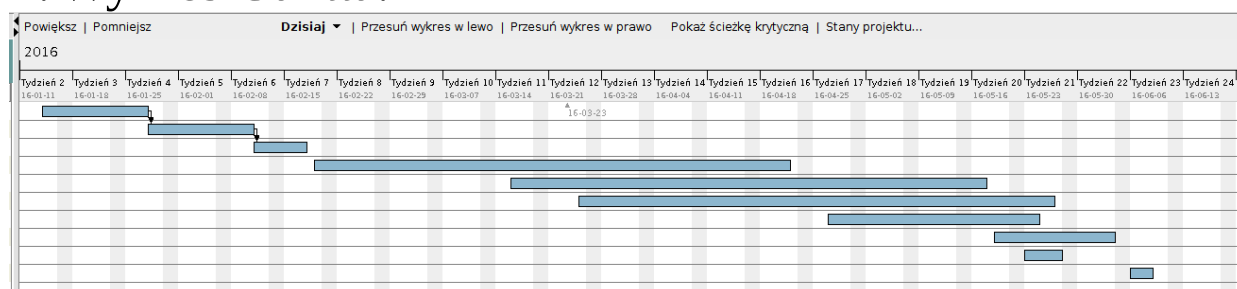 Powiększ | Pomniejsz Dzisiaj | Przesuń wykres w lewo | Przesuń wykres w prawo Pokaż ścieżkę krytyczną | Stany projektu...
2016
Tydzień 2 Tydzień 3 Tydzień 4 Tydzień 5 Tydzień 6 Tydzień 7 Tydzień 8 Tydzień 9 Tydzień 10 Tydzień 11 Tydzień 12 Tydzień 13 Tydzień 14 Tydzień 15 Tydzień 16 Tydzień 17 Tydzień 18 Tydzień 19 Tydzień 20 Tydzień 21 Tydzień 22 Tydzień 23 Tydzień 24
16-01-11 16-01-18 16-01-25 16-02-01 16-02-08 16-02-15 16-02-22 16-02-29 16-03-07 16-03-14 16-03-21 16-03-28 16-04-04 16-04-11 16-04-18 16-04-25 16-05-02 16-05-09 16-05-16 16-05-23 16-05-30 16-06-06 16-06-13
16-03-23